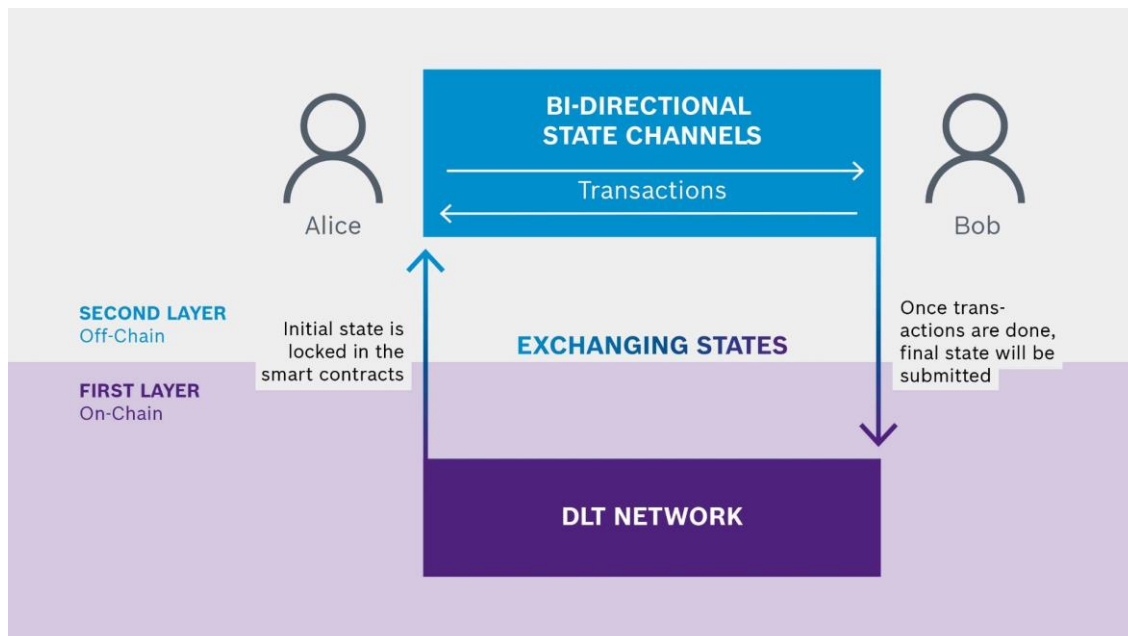 BI-DIRECTIONAL
STATE CHANNELS
Transactions
Alice
Bob
SECOND LAYER
Off-Chain
Initial state is
locked in the
smart contracts
EXCHANGING STATES
Once trans-
actions are done,
final state will be
submitted
FIRST LAYER
On-Chain
DLT NETWORK